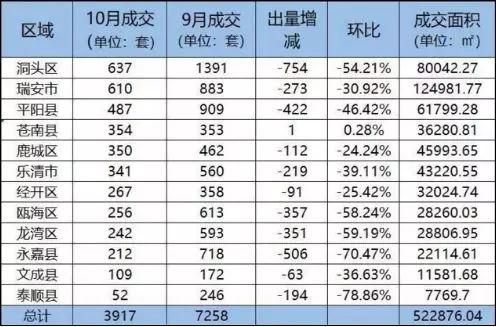 区域 10月成交 (单位：套) 9月成交 (单位：套) 出量增减 环比 成交面积 (单位：㎡)
洞头区 637 1391 -754 -54.21% 80042.27
瑞安市 610 883 -273 -30.92% 124981.77
平阳县 487 909 -422 -46.42% 61799.28
苍南县 354 353 1 0.28% 36280.81
鹿城区 350 462 -112 -24.24% 45993.65
乐清市 341 560 -219 -39.11% 43220.55
经开区 267 358 -91 -25.42% 32024.74
瓯海区 256 613 -357 -58.24% 28260.03
龙湾区 242 593 -351 -59.19% 28806.95
永嘉县 212 718 -506 -70.47% 22114.61
文成县 109 172 -63 -36.63% 11581.68
泰顺县 52 246 -194 -78.86% 7769.7
总计 3917 7258 522876.04